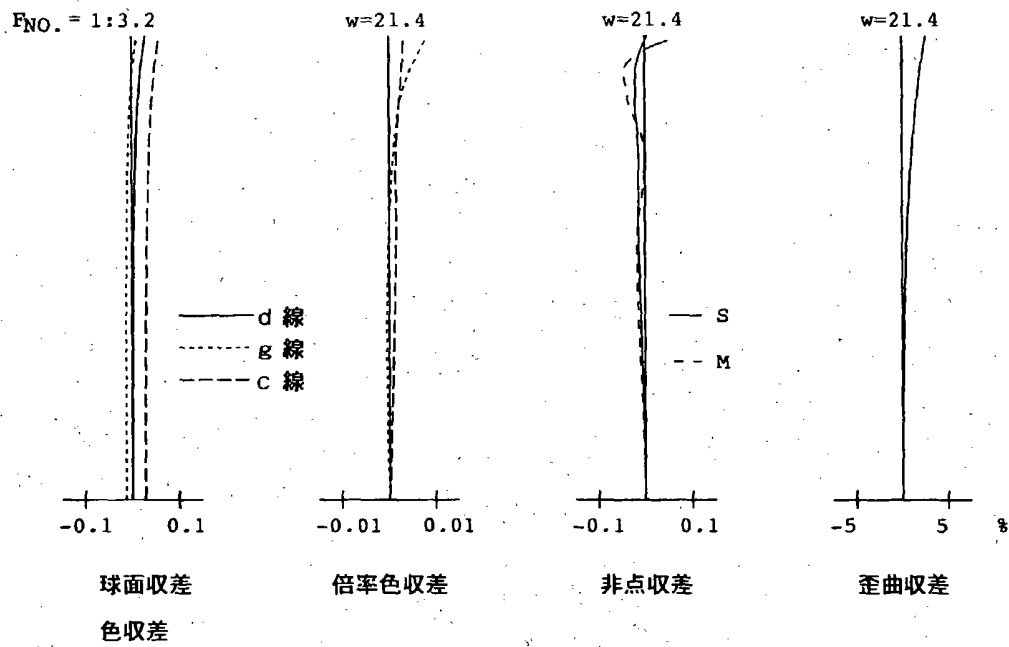 FNO. = 1:3.2
w=21.4
w=21.4
w=21.4
d 線
g 線
c 線
S
M
-0.1 0.1
-0.01 0.01
-0.1 0.1
-5 5 %
球面収差
色収差
倍率色収差
非点収差
歪曲収差